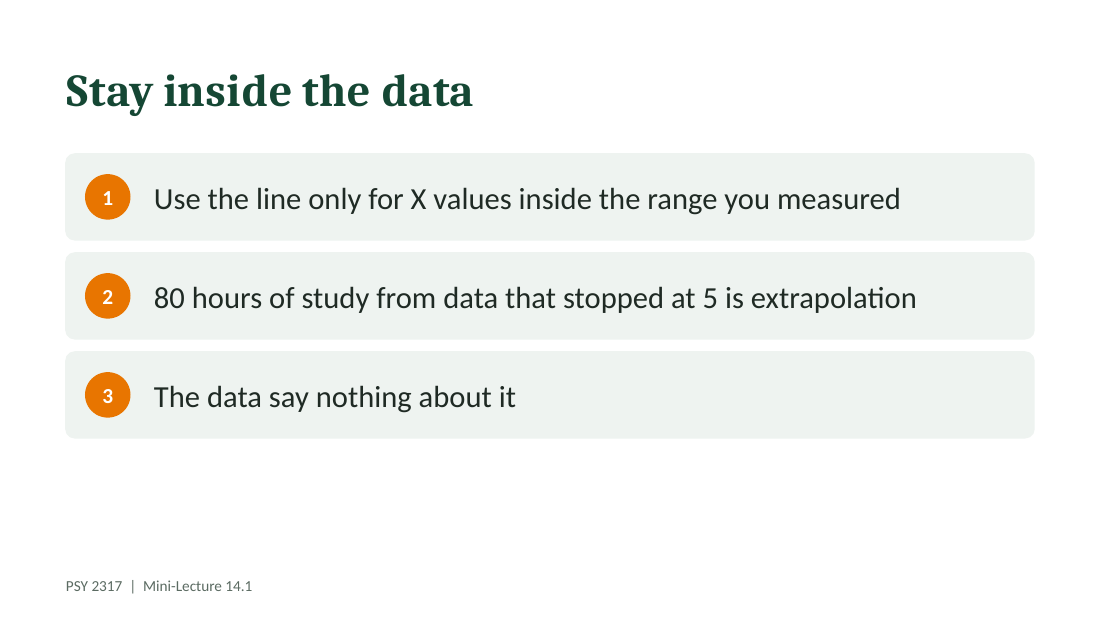 Stay inside the data
1 Use the line only for X values inside the range you measured
2 80 hours of study from data that stopped at 5 is extrapolation
3 The data say nothing about it
PSY 2317 | Mini-Lecture 14.1